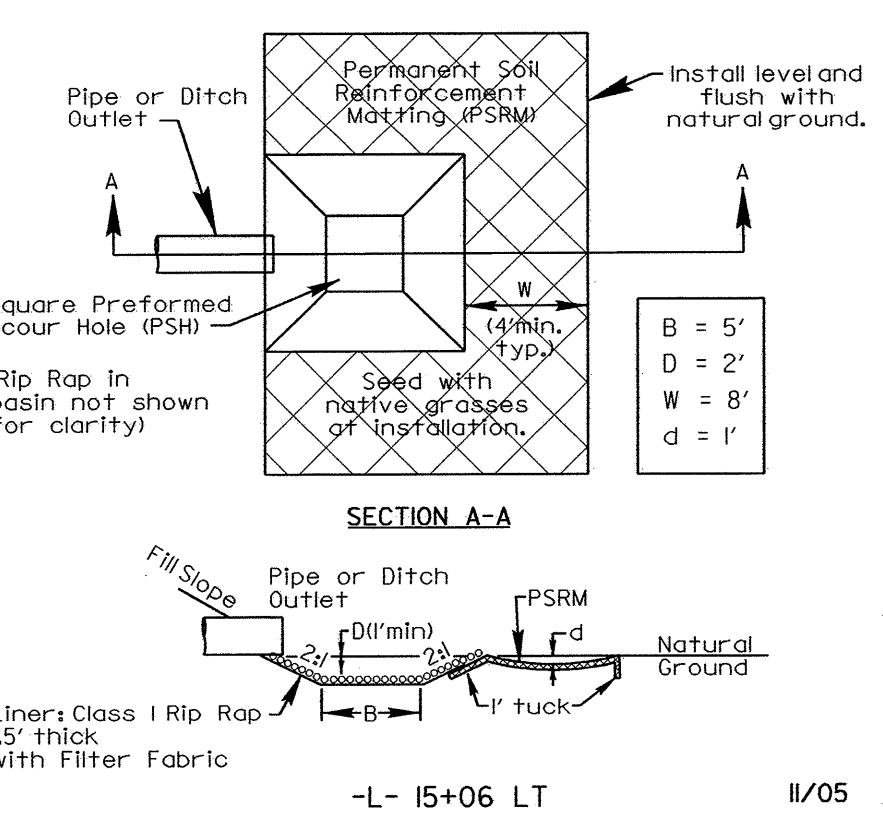 Permanent Soil
Reinforcement
Matting (PSRM)
Install level and
flush with
natural ground.
Pipe or Ditch
Outlet
A
A
quare Preformed
cour Hole (PSH)
W
(4'min.
typ.)
B = 5'
D = 2'
W = 8'
d = 1'
Rip Rap in
basin not shown
for clarity)
Seed with
native grasses
at installation.
SECTION A-A
Fill Slope
Pipe or Ditch
Outlet
PSRM
D(1'min)
d
2:1
2:1
Natural
Ground
B
1' tuck
Liner: Class I Rip Rap
.5' thick
with Filter Fabric
-L- 15+06 LT
11/05